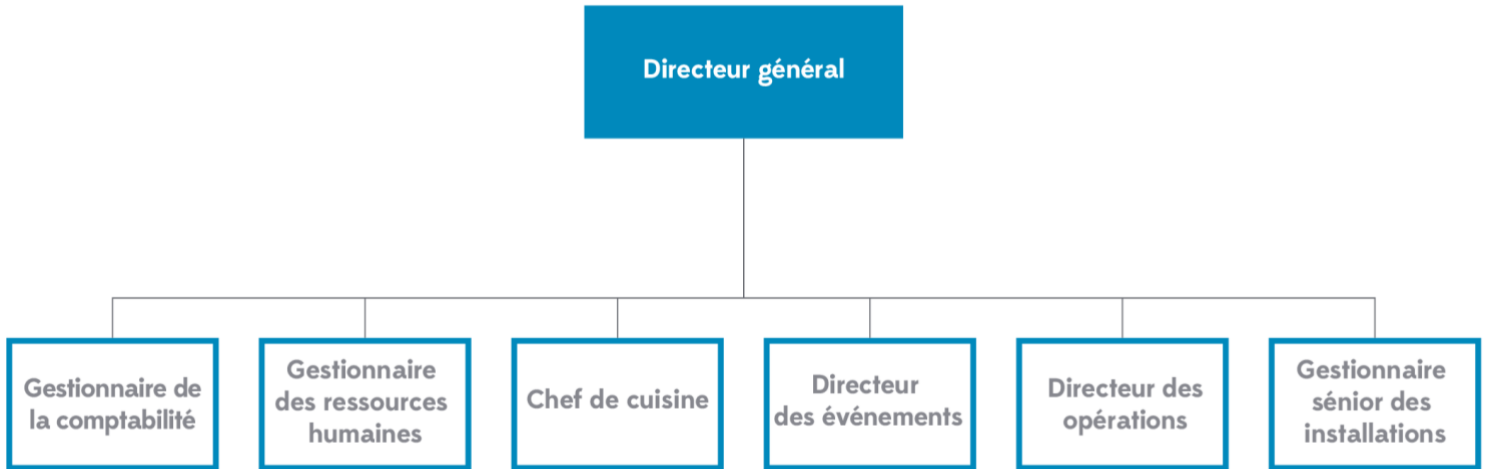 Directeur général
Gestionnaire de
la comptabilité
Gestionnaire
des ressources
humaines
Chef de cuisine
Directeur
des événements
Directeur des
opérations
Gestionnaire
sénior des
installations